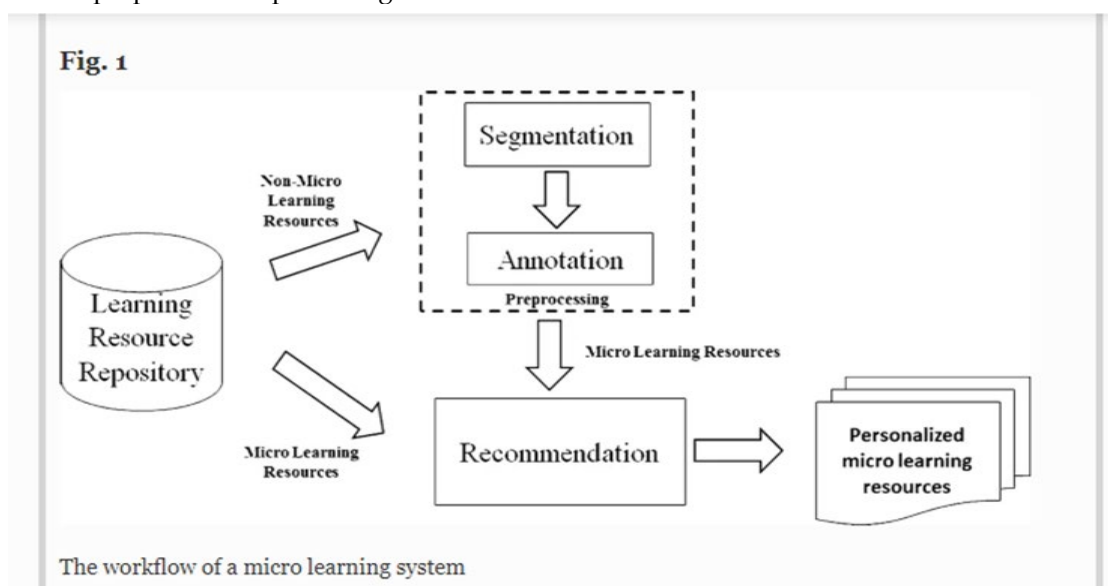 Fig. 1
Segmentation
Non-Micro
Learning
Resources
Annotation
Preprocessing
Learning
Resource
Repository
Micro Learning Resources
Micro Learning
Resources
Recommendation
Personalized
micro learning
resources
The workflow of a micro learning system